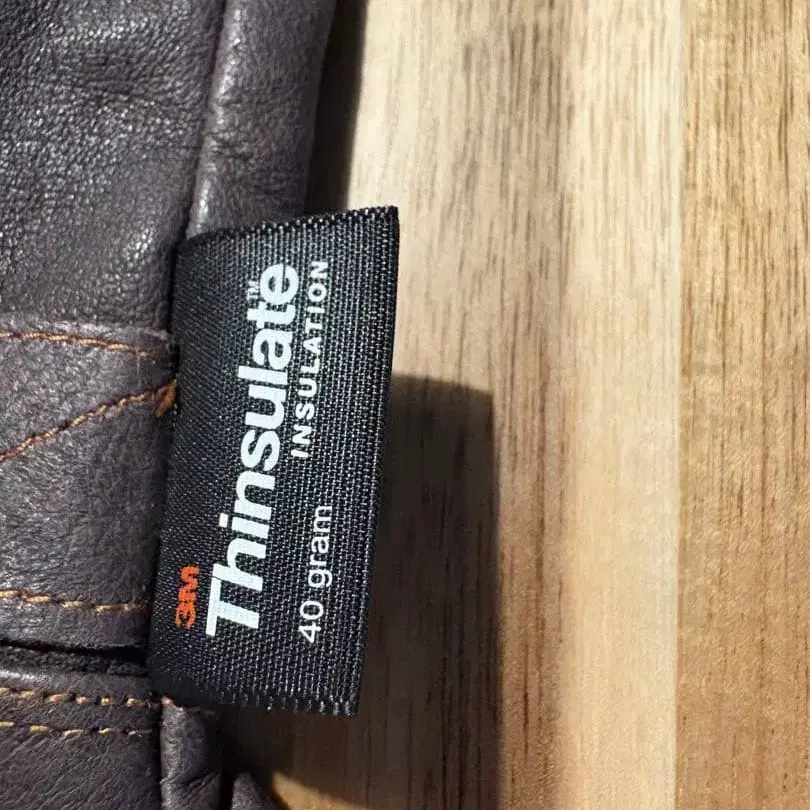 3M
Thinsulate™
INSULATION
40 gram